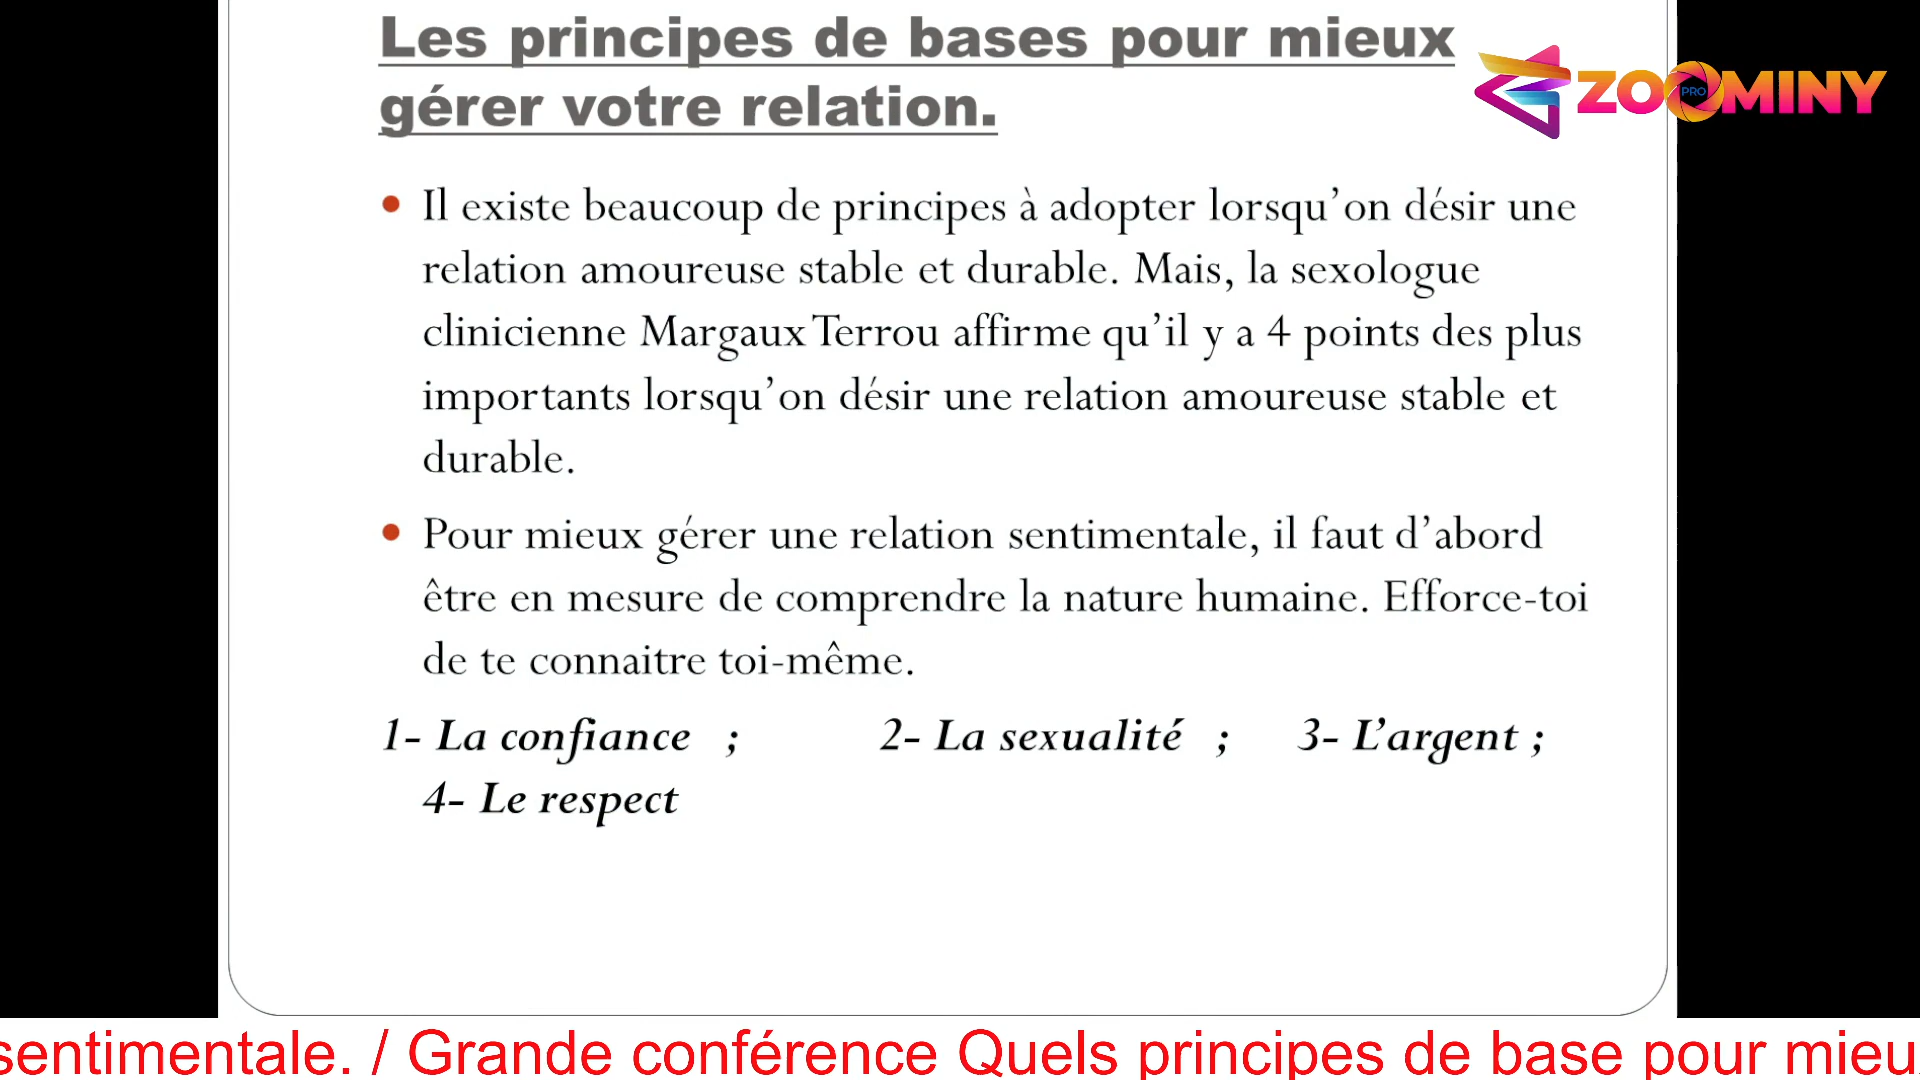 Les principes de bases pour mieux
gérer votre relation.
ZOOMINY
PRO
• Il existe beaucoup de principes à adopter lorsqu’on désir une
relation amoureuse stable et durable. Mais, la sexologue
clinicienne Margaux Terrou affirme qu’il y a 4 points des plus
importants lorsqu’on désir une relation amoureuse stable et
durable.
• Pour mieux gérer une relation sentimentale, il faut d’abord
être en mesure de comprendre la nature humaine. Efforce-toi
de te connaitre toi-même.
1- La confiance ; 2- La sexualité ; 3- L’argent ;
4- Le respect
sentimentale. / Grande conférence Quels principes de base pour mieu